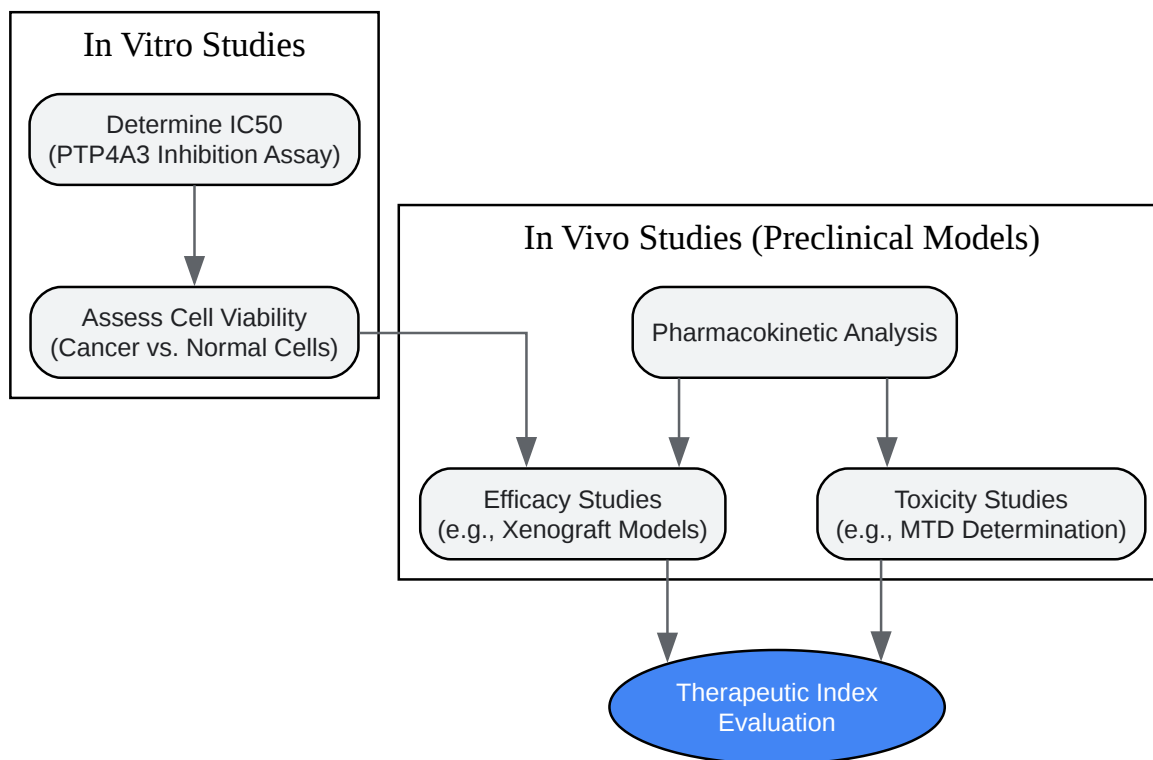 In Vitro Studies
Determine IC50
(PTP4A3 Inhibition Assay)
Assess Cell Viability
(Cancer vs. Normal Cells)
In Vivo Studies (Preclinical Models)
Pharmacokinetic Analysis
Efficacy Studies
(e.g., Xenograft Models)
Toxicity Studies
(e.g., MTD Determination)
Therapeutic Index
Evaluation